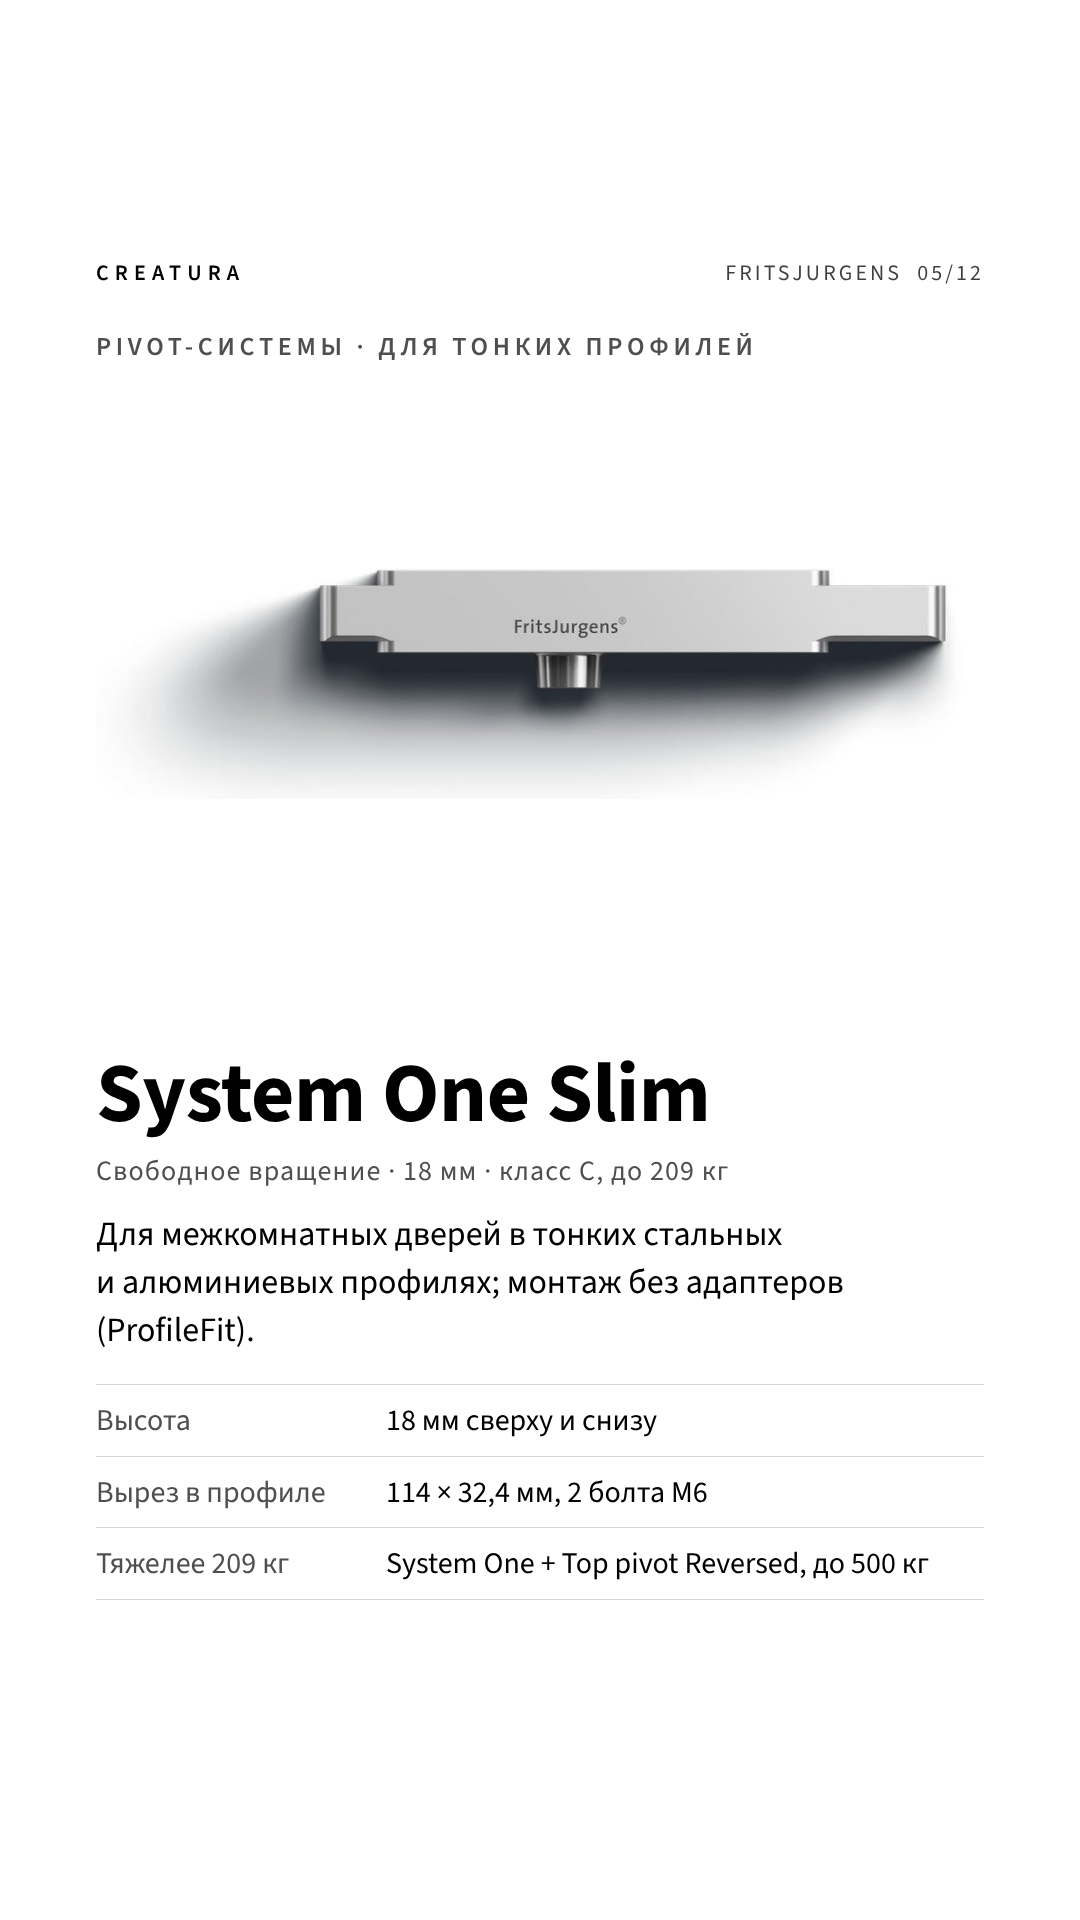 CREATURA
FRITSJURGENS 05/12
PIVOT-СИСТЕМЫ · ДЛЯ ТОНКИХ ПРОФИЛЕЙ
FritsJurgens®
System One Slim
Свободное вращение · 18 мм · класс C, до 209 кг
Для межкомнатных дверей в тонких стальных
и алюминиевых профилях; монтаж без адаптеров
(ProfileFit).
Высота 18 мм сверху и снизу
Вырез в профиле 114 × 32,4 мм, 2 болта М6
Тяжелее 209 кг System One + Top pivot Reversed, до 500 кг